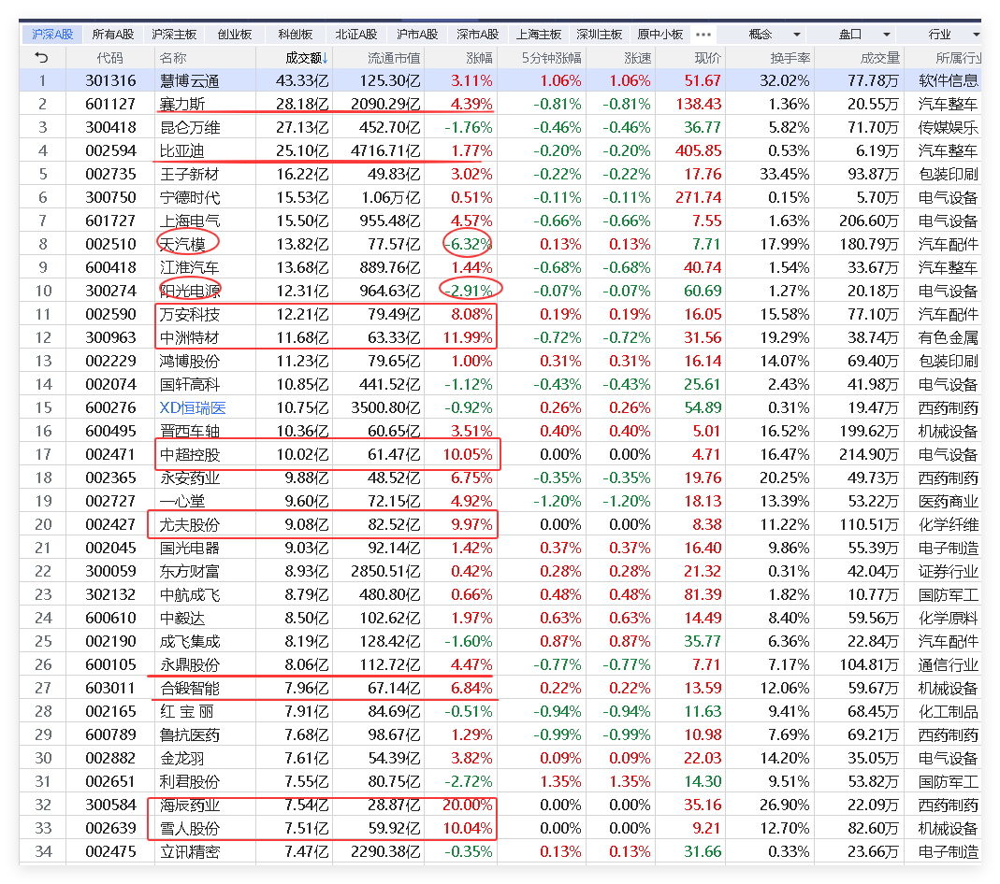 沪深A股 所有A股 沪深主板 创业板 科创板 北证A股 沪市A股 深市A股 上海主板 深圳主板 原中小板 ••• 概念 盘口 行业
代码 名称 成交额↓ 流通市值 涨幅 5分钟涨幅 涨速 现价 换手率 成交量 所属行业
1 301316 慧博云通 43.33亿 125.30亿 3.11% 1.06% 1.06% 51.67 32.02% 77.78万 软件信息
2 601127 赛力斯 28.18亿 2090.29亿 4.39% -0.81% -0.81% 138.43 1.36% 20.55万 汽车整车
3 300418 昆仑万维 27.13亿 452.70亿 -1.76% -0.46% -0.46% 36.77 5.82% 71.70万 传媒娱乐
4 002594 比亚迪 25.10亿 4716.71亿 1.77% -0.20% -0.20% 405.85 0.53% 6.19万 汽车整车
5 002735 王子新材 16.22亿 49.83亿 3.02% -0.22% -0.22% 17.76 33.45% 93.87万 包装印刷
6 300750 宁德时代 15.53亿 1.06万亿 0.51% -0.11% -0.11% 271.74 0.15% 5.70万 电气设备
7 601727 上海电气 15.50亿 955.48亿 4.57% -0.66% -0.66% 7.55 1.63% 206.60万 电气设备
8 002510 天汽模 13.82亿 77.57亿 -6.32% 0.13% 0.13% 7.71 17.99% 180.79万 汽车配件
9 600418 江淮汽车 13.68亿 889.76亿 1.44% -0.68% -0.68% 40.74 1.54% 33.67万 汽车整车
10 300274 阳光电源 12.31亿 964.63亿 -2.91% -0.07% -0.07% 60.69 1.27% 20.18万 电气设备
11 002590 万安科技 12.21亿 79.49亿 8.08% 0.19% 0.19% 16.05 15.58% 77.10万 汽车配件
12 300963 中洲特材 11.68亿 63.33亿 11.99% -0.72% -0.72% 31.56 19.29% 38.74万 有色金属
13 002229 鸿博股份 11.23亿 79.65亿 1.00% 0.31% 0.31% 16.14 14.07% 69.40万 包装印刷
14 002074 国轩高科 10.85亿 441.52亿 -1.12% -0.43% -0.43% 25.61 2.43% 41.98万 电气设备
15 600276 XD恒瑞医 10.75亿 3500.80亿 -0.92% 0.26% 0.26% 54.89 0.31% 19.47万 西药制药
16 600495 晋西车轴 10.36亿 60.65亿 3.51% 0.40% 0.40% 5.01 16.52% 199.62万 机械设备
17 002471 中超控股 10.02亿 61.47亿 10.05% 0.00% 0.00% 4.71 16.47% 214.90万 电气设备
18 002365 永安药业 9.88亿 48.52亿 6.75% -0.35% -0.35% 19.76 20.25% 49.73万 西药制药
19 002727 一心堂 9.60亿 72.15亿 4.92% -1.20% -1.20% 18.13 13.39% 53.22万 医药商业
20 002427 尤夫股份 9.08亿 82.52亿 9.97% 0.00% 0.00% 8.38 11.22% 110.51万 化学纤维
21 002045 国光电器 9.03亿 92.14亿 1.42% 0.37% 0.37% 16.40 9.86% 55.39万 电子制造
22 300059 东方财富 8.93亿 2850.51亿 0.42% 0.28% 0.28% 21.32 0.31% 42.04万 证券行业
23 302132 中航成飞 8.79亿 480.80亿 0.66% 0.48% 0.48% 81.39 1.82% 10.77万 国防军工
24 600610 中毅达 8.50亿 102.62亿 1.97% 0.63% 0.63% 14.49 8.40% 59.56万 化学原料
25 002190 成飞集成 8.19亿 128.42亿 -1.60% 0.87% 0.87% 35.77 6.36% 22.84万 汽车配件
26 600105 永鼎股份 8.06亿 112.72亿 4.47% -0.77% -0.77% 7.71 7.17% 104.81万 通信行业
27 603011 合锻智能 7.96亿 67.14亿 6.84% 0.22% 0.22% 13.59 12.06% 59.67万 机械设备
28 002165 红 宝 丽 7.91亿 84.69亿 -0.51% -0.94% -0.94% 11.63 9.41% 68.45万 化工制品
29 600789 鲁抗医药 7.68亿 98.67亿 1.29% -0.99% -0.99% 10.98 7.69% 69.21万 西药制药
30 002882 金龙羽 7.61亿 54.39亿 3.82% 0.09% 0.09% 22.03 14.20% 35.05万 电气设备
31 002651 利君股份 7.55亿 80.75亿 -2.72% 1.35% 1.35% 14.30 9.51% 53.82万 国防军工
32 300584 海辰药业 7.54亿 28.87亿 20.00% 0.00% 0.00% 35.16 26.90% 22.09万 西药制药
33 002639 雪人股份 7.51亿 59.92亿 10.04% 0.00% 0.00% 9.21 12.70% 82.60万 机械设备
34 002475 立讯精密 7.47亿 2290.38亿 -0.35% 0.13% 0.13% 31.66 0.33% 23.66万 电子制造